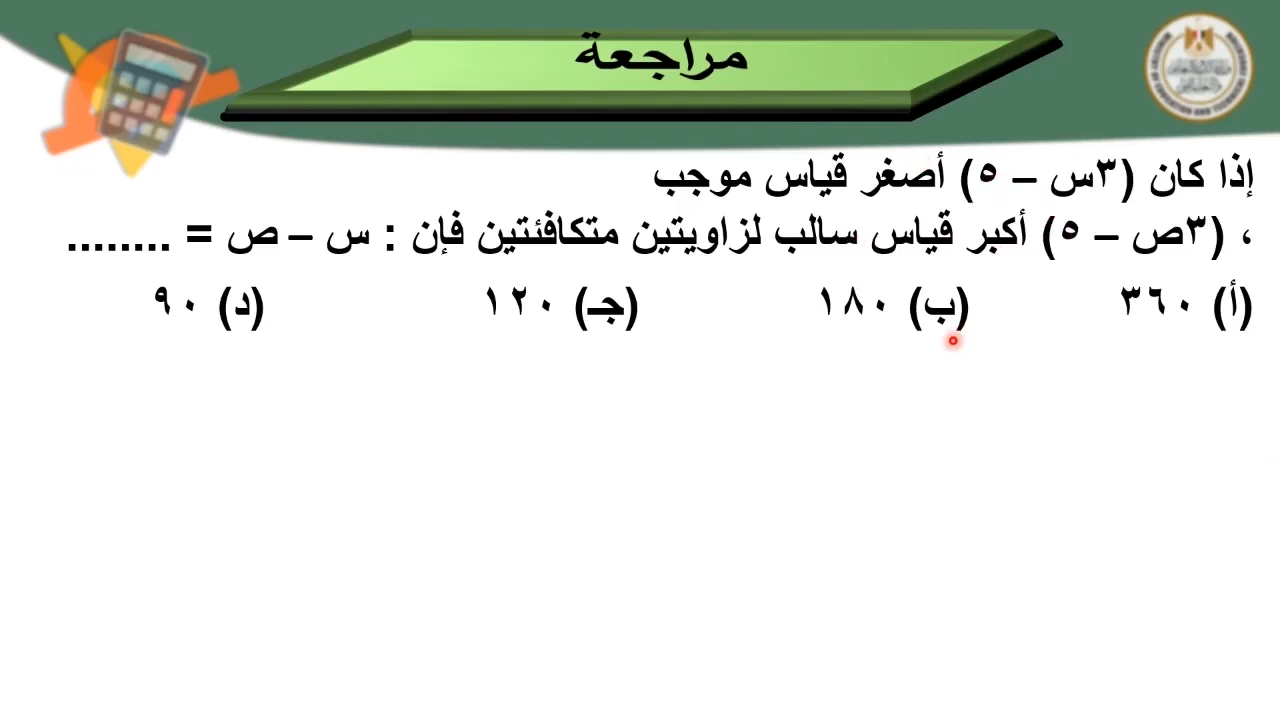 مراجعة
إذا كان (٣س – ٥) أصغر قياس موجب
، (٣ص – ٥) أكبر قياس سالب لزاويتين متكافئتين فإن : س – ص = ........
(أ) ٣٦٠ (ب) ١٨٠ (جـ) ١٢٠ (د) ٩٠